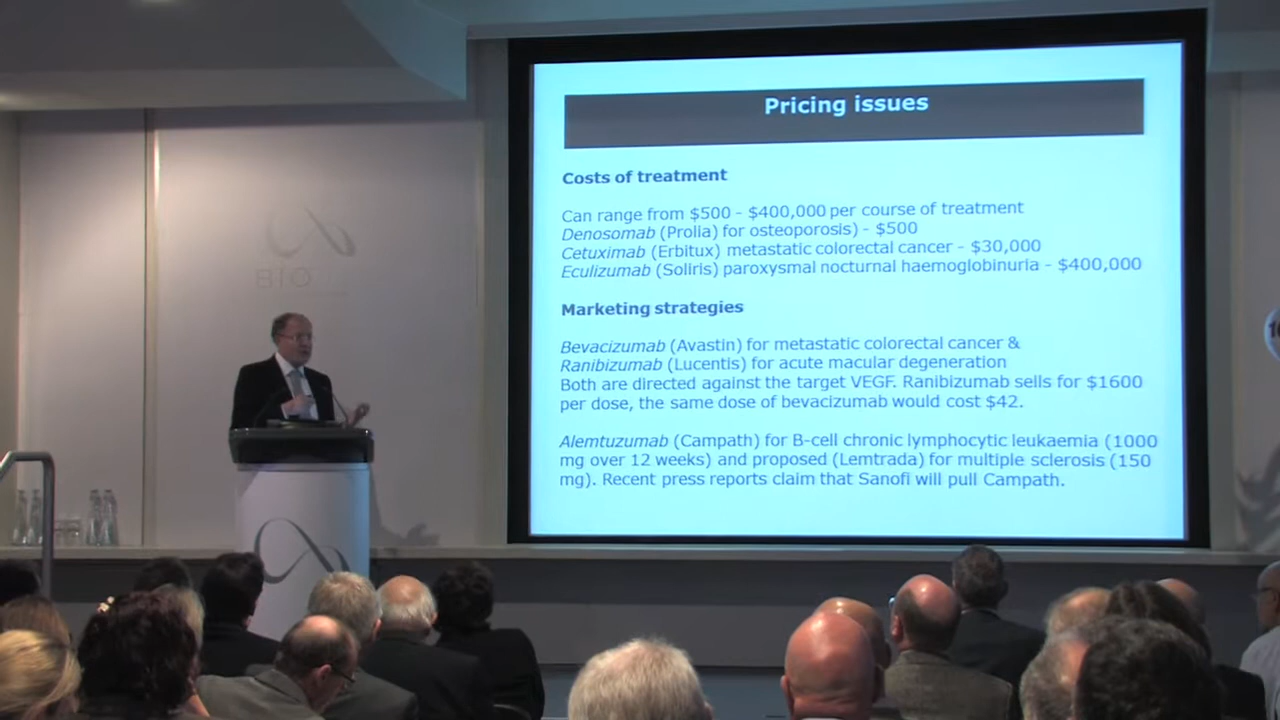 Pricing issues
Costs of treatment
Can range from $500 - $400,000 per course of treatment
Denosomab (Prolia) for osteoporosis) - $500
Cetuximab (Erbitux) metastatic colorectal cancer - $30,000
Eculizumab (Soliris) paroxysmal nocturnal haemoglobinuria - $400,000
Marketing strategies
Bevacizumab (Avastin) for metastatic colorectal cancer &
Ranibizumab (Lucentis) for acute macular degeneration
Both are directed against the target VEGF. Ranibizumab sells for $1600
per dose, the same dose of bevacizumab would cost $42.
Alemtuzumab (Campath) for B-cell chronic lymphocytic leukaemia (1000
mg over 12 weeks) and proposed (Lemtrada) for multiple sclerosis (150
mg). Recent press reports claim that Sanofi will pull Campath.